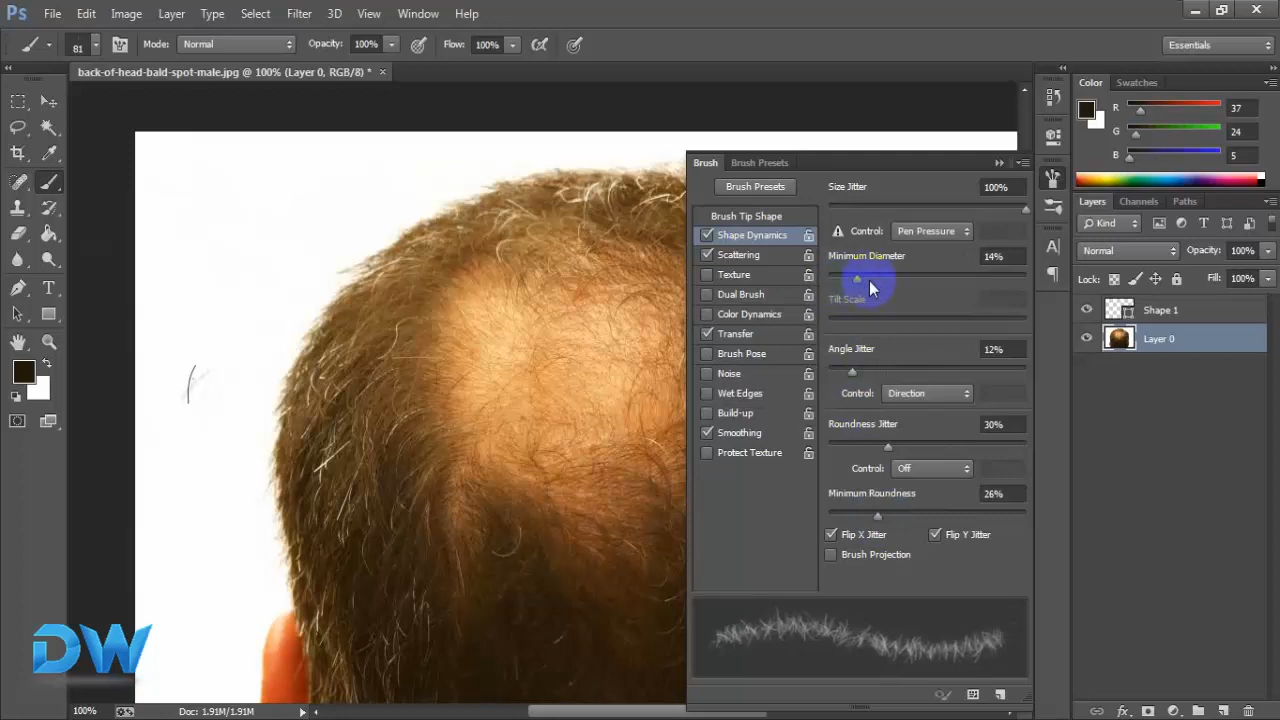 Ps File Edit Image Layer Type Select Filter 3D View Window Help
81 Mode: Normal Opacity: 100% Flow: 100% Essentials
back-of-head-bald-spot-male.jpg @ 100% (Layer 0, RGB/8) *
Color Swatches
R 37
G 24
B 5
Brush Brush Presets
Brush Presets
Brush Tip Shape
Shape Dynamics
Scattering
Texture
Dual Brush
Color Dynamics
Transfer
Brush Pose
Noise
Wet Edges
Build-up
Smoothing
Protect Texture
Size Jitter 100%
Control: Pen Pressure
Minimum Diameter 14%
Tilt Scale
Angle Jitter 12%
Control: Direction
Roundness Jitter 30%
Control: Off
Minimum Roundness 26%
Flip X Jitter Flip Y Jitter
Brush Projection
Layers Channels Paths
Kind
Normal Opacity: 100%
Lock: Fill: 100%
Shape 1
Layer 0
DW
100% Doc: 1.91M/1.91M